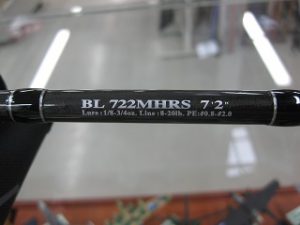 BL 722MHRS 7'2"
Lure:1/8-3/4oz. Line:8-20lb. PE:#0.8-#2.0